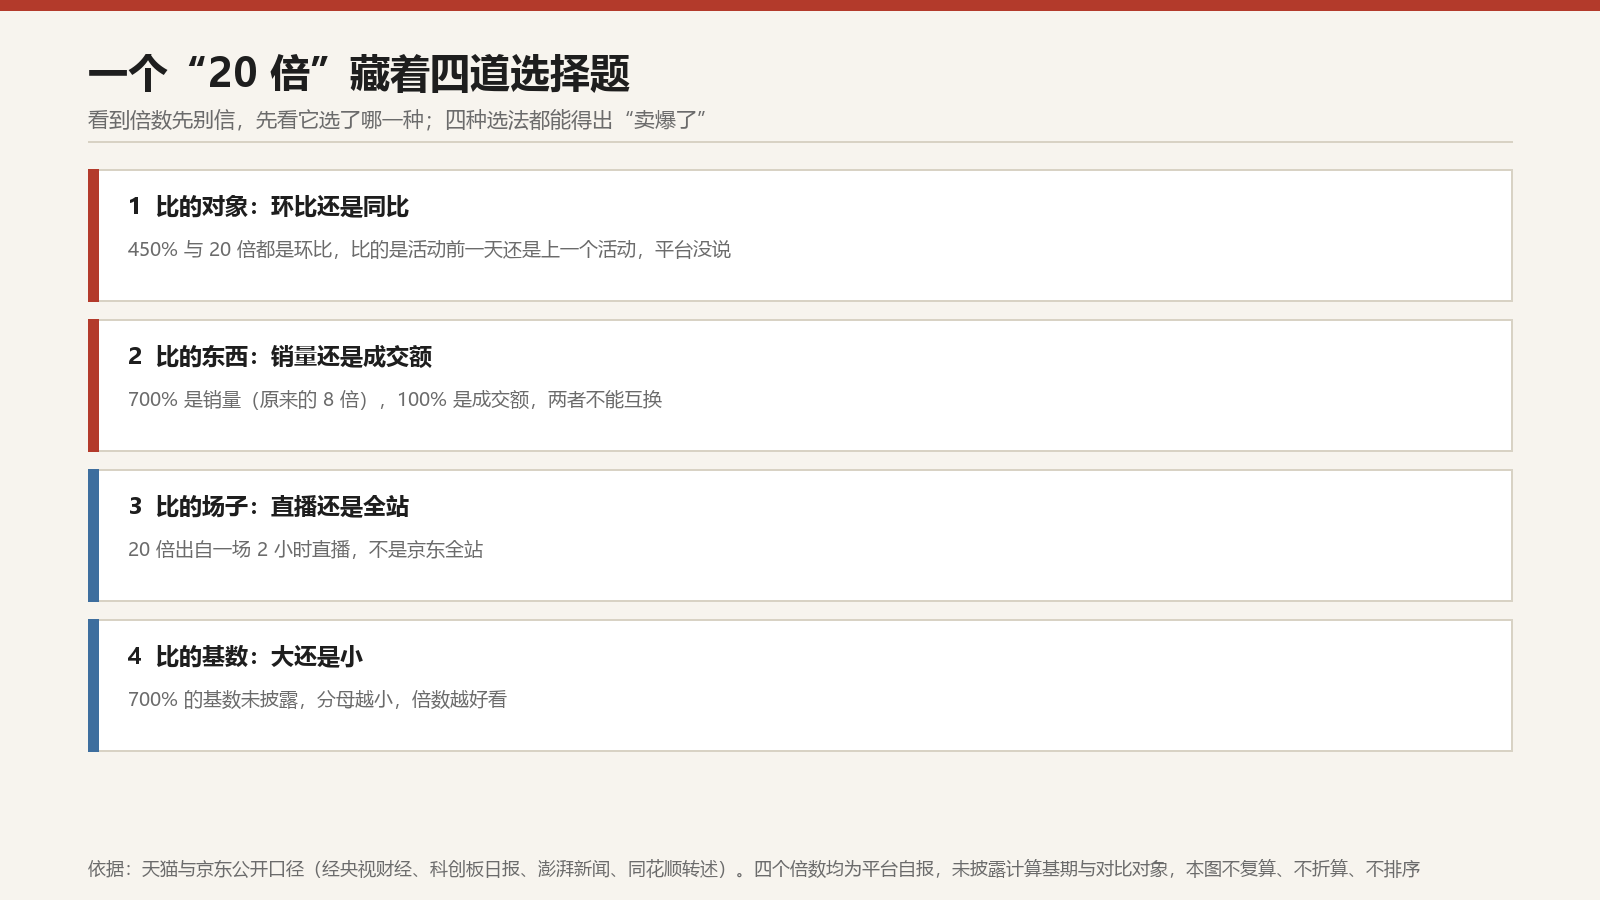 一个“20 倍”藏着四道选择题
看到倍数先别信，先看它选了哪一种；四种选法都能得出“卖爆了”
1 比的对象：环比还是同比
450% 与 20 倍都是环比，比的是活动前一天还是上一个活动，平台没说
2 比的东西：销量还是成交额
700% 是销量（原来的 8 倍），100% 是成交额，两者不能互换
3 比的场子：直播还是全站
20 倍出自一场 2 小时直播，不是京东全站
4 比的基数：大还是小
700% 的基数未披露，分母越小，倍数越好看
依据：天猫与京东公开口径（经央视财经、科创板日报、澎湃新闻、同花顺转述）。四个倍数均为平台自报，未披露计算基期与对比对象，本图不复算、不折算、不排序